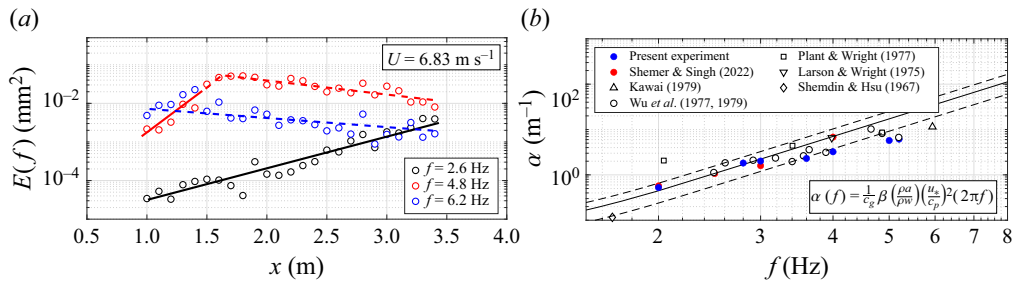 (a)
(b)
U = 6.83 m s⁻¹
E(f) (mm²)
10⁻²
10⁻⁴
f = 2.6 Hz
f = 4.8 Hz
f = 6.2 Hz
0.5 1.0 1.5 2.0 2.5 3.0 3.5
x (m)
Present experiment
Shemer & Singh (2022)
Kawai (1979)
Wu et al. (1977, 1979)
Plant & Wright (1977)
Larson & Wright (1975)
Shemdin & Hsu (1967)
α (m⁻¹)
10²
10⁰
α (f) = 1/c_g β (ρa/ρw) (u_*/c_p)²(2πf)
2 3 4 5 6 7 8
f (Hz)